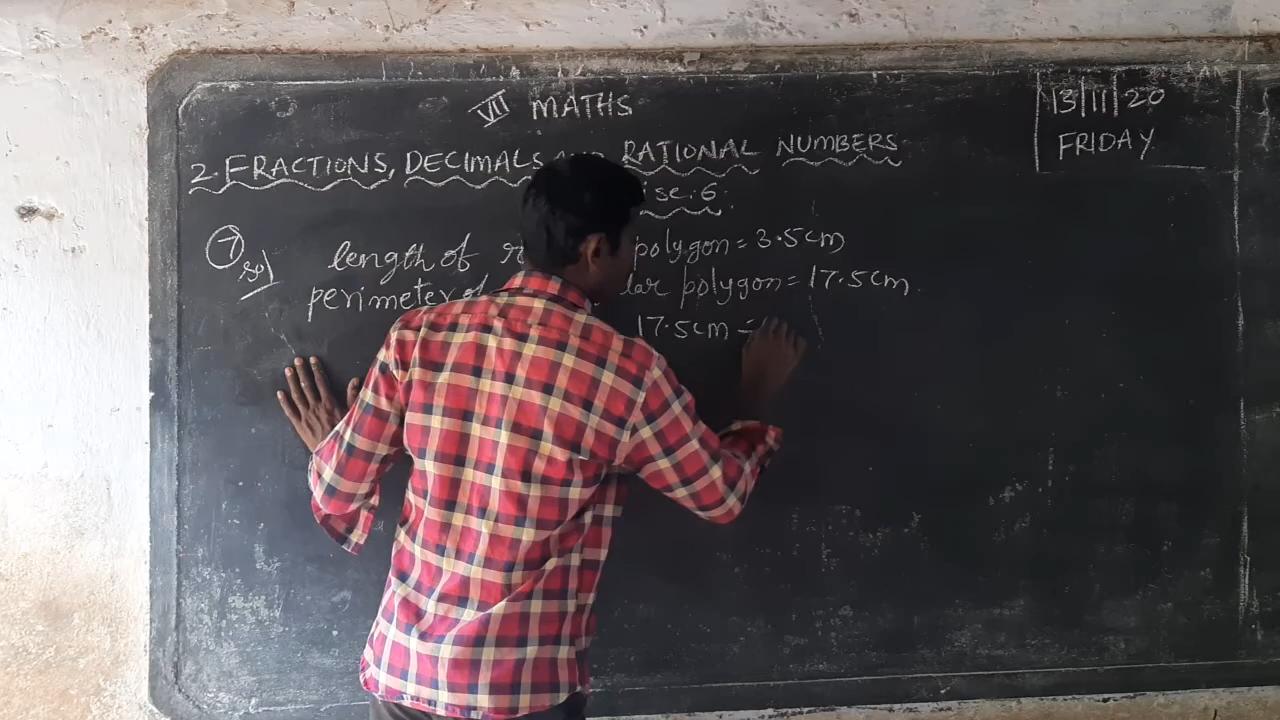 VII MATHS
13/11/20
FRIDAY
2. FRACTIONS, DECIMALS RATIONAL NUMBERS
ise:6
7
sol
length of polygon = 3.5cm
perimeter of lar polygon = 17.5cm
17.5cm =